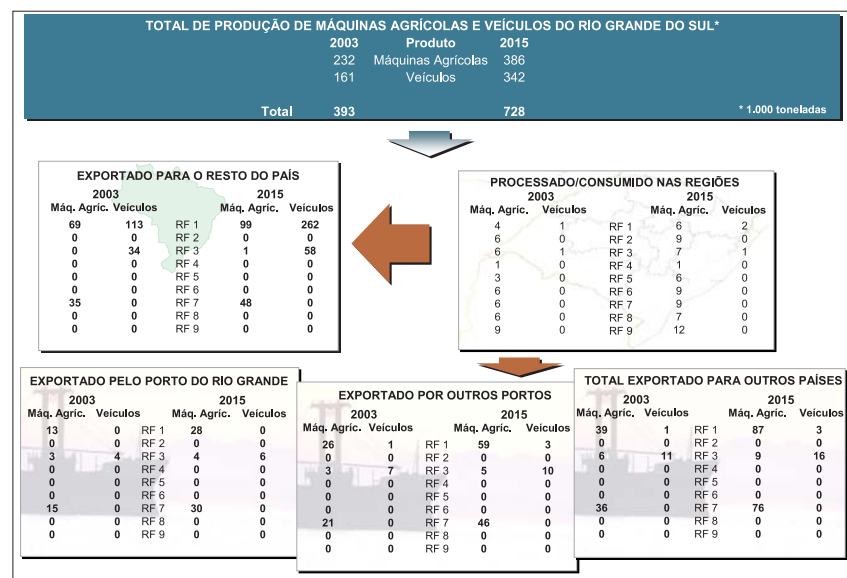 TOTAL DE PRODUÇÃO DE MÁQUINAS AGRÍCOLAS E VEÍCULOS DO RIO GRANDE DO SUL*
2003 Produto 2015
232 Máquinas Agrícolas 386
161 Veículos 342
Total 393 728 * 1.000 toneladas
EXPORTADO PARA O RESTO DO PAÍS
2003 2015
Máq. Agríc. Veículos Máq. Agríc. Veículos
69 113 RF 1 99 262
0 0 RF 2 0 0
0 34 RF 3 1 58
0 0 RF 4 0 0
0 0 RF 5 0 0
0 0 RF 6 0 0
35 0 RF 7 48 0
0 0 RF 8 0 0
0 0 RF 9 0 0
PROCESSADO/CONSUMIDO NAS REGIÕES
2003 2015
Máq. Agríc. Veículos Máq. Agríc. Veículos
4 1 RF 1 6 2
6 0 RF 2 9 0
6 1 RF 3 7 1
1 0 RF 4 1 0
3 0 RF 5 6 0
6 0 RF 6 9 0
6 0 RF 7 9 0
6 0 RF 8 7 0
9 0 RF 9 12 0
EXPORTADO PELO PORTO DO RIO GRANDE
2003 2015
Máq. Agríc. Veículos Máq. Agríc. Veículos
13 0 RF 1 28 0
0 0 RF 2 0 0
3 4 RF 3 4 6
0 0 RF 4 0 0
0 0 RF 5 0 0
0 0 RF 6 0 0
15 0 RF 7 30 0
0 0 RF 8 0 0
0 0 RF 9 0 0
EXPORTADO POR OUTROS PORTOS
2003 2015
Máq. Agríc. Veículos Máq. Agríc. Veículos
26 1 RF 1 59 3
0 0 RF 2 0 0
3 7 RF 3 5 10
0 0 RF 4 0 0
0 0 RF 5 0 0
0 0 RF 6 0 0
21 0 RF 7 46 0
0 0 RF 8 0 0
0 0 RF 9 0 0
TOTAL EXPORTADO PARA OUTROS PAÍSES
2003 2015
Máq. Agríc. Veículos Máq. Agríc. Veículos
39 1 RF 1 87 3
0 0 RF 2 0 0
6 11 RF 3 9 16
0 0 RF 4 0 0
0 0 RF 5 0 0
0 0 RF 6 0 0
36 0 RF 7 76 0
0 0 RF 8 0 0
0 0 RF 9 0 0